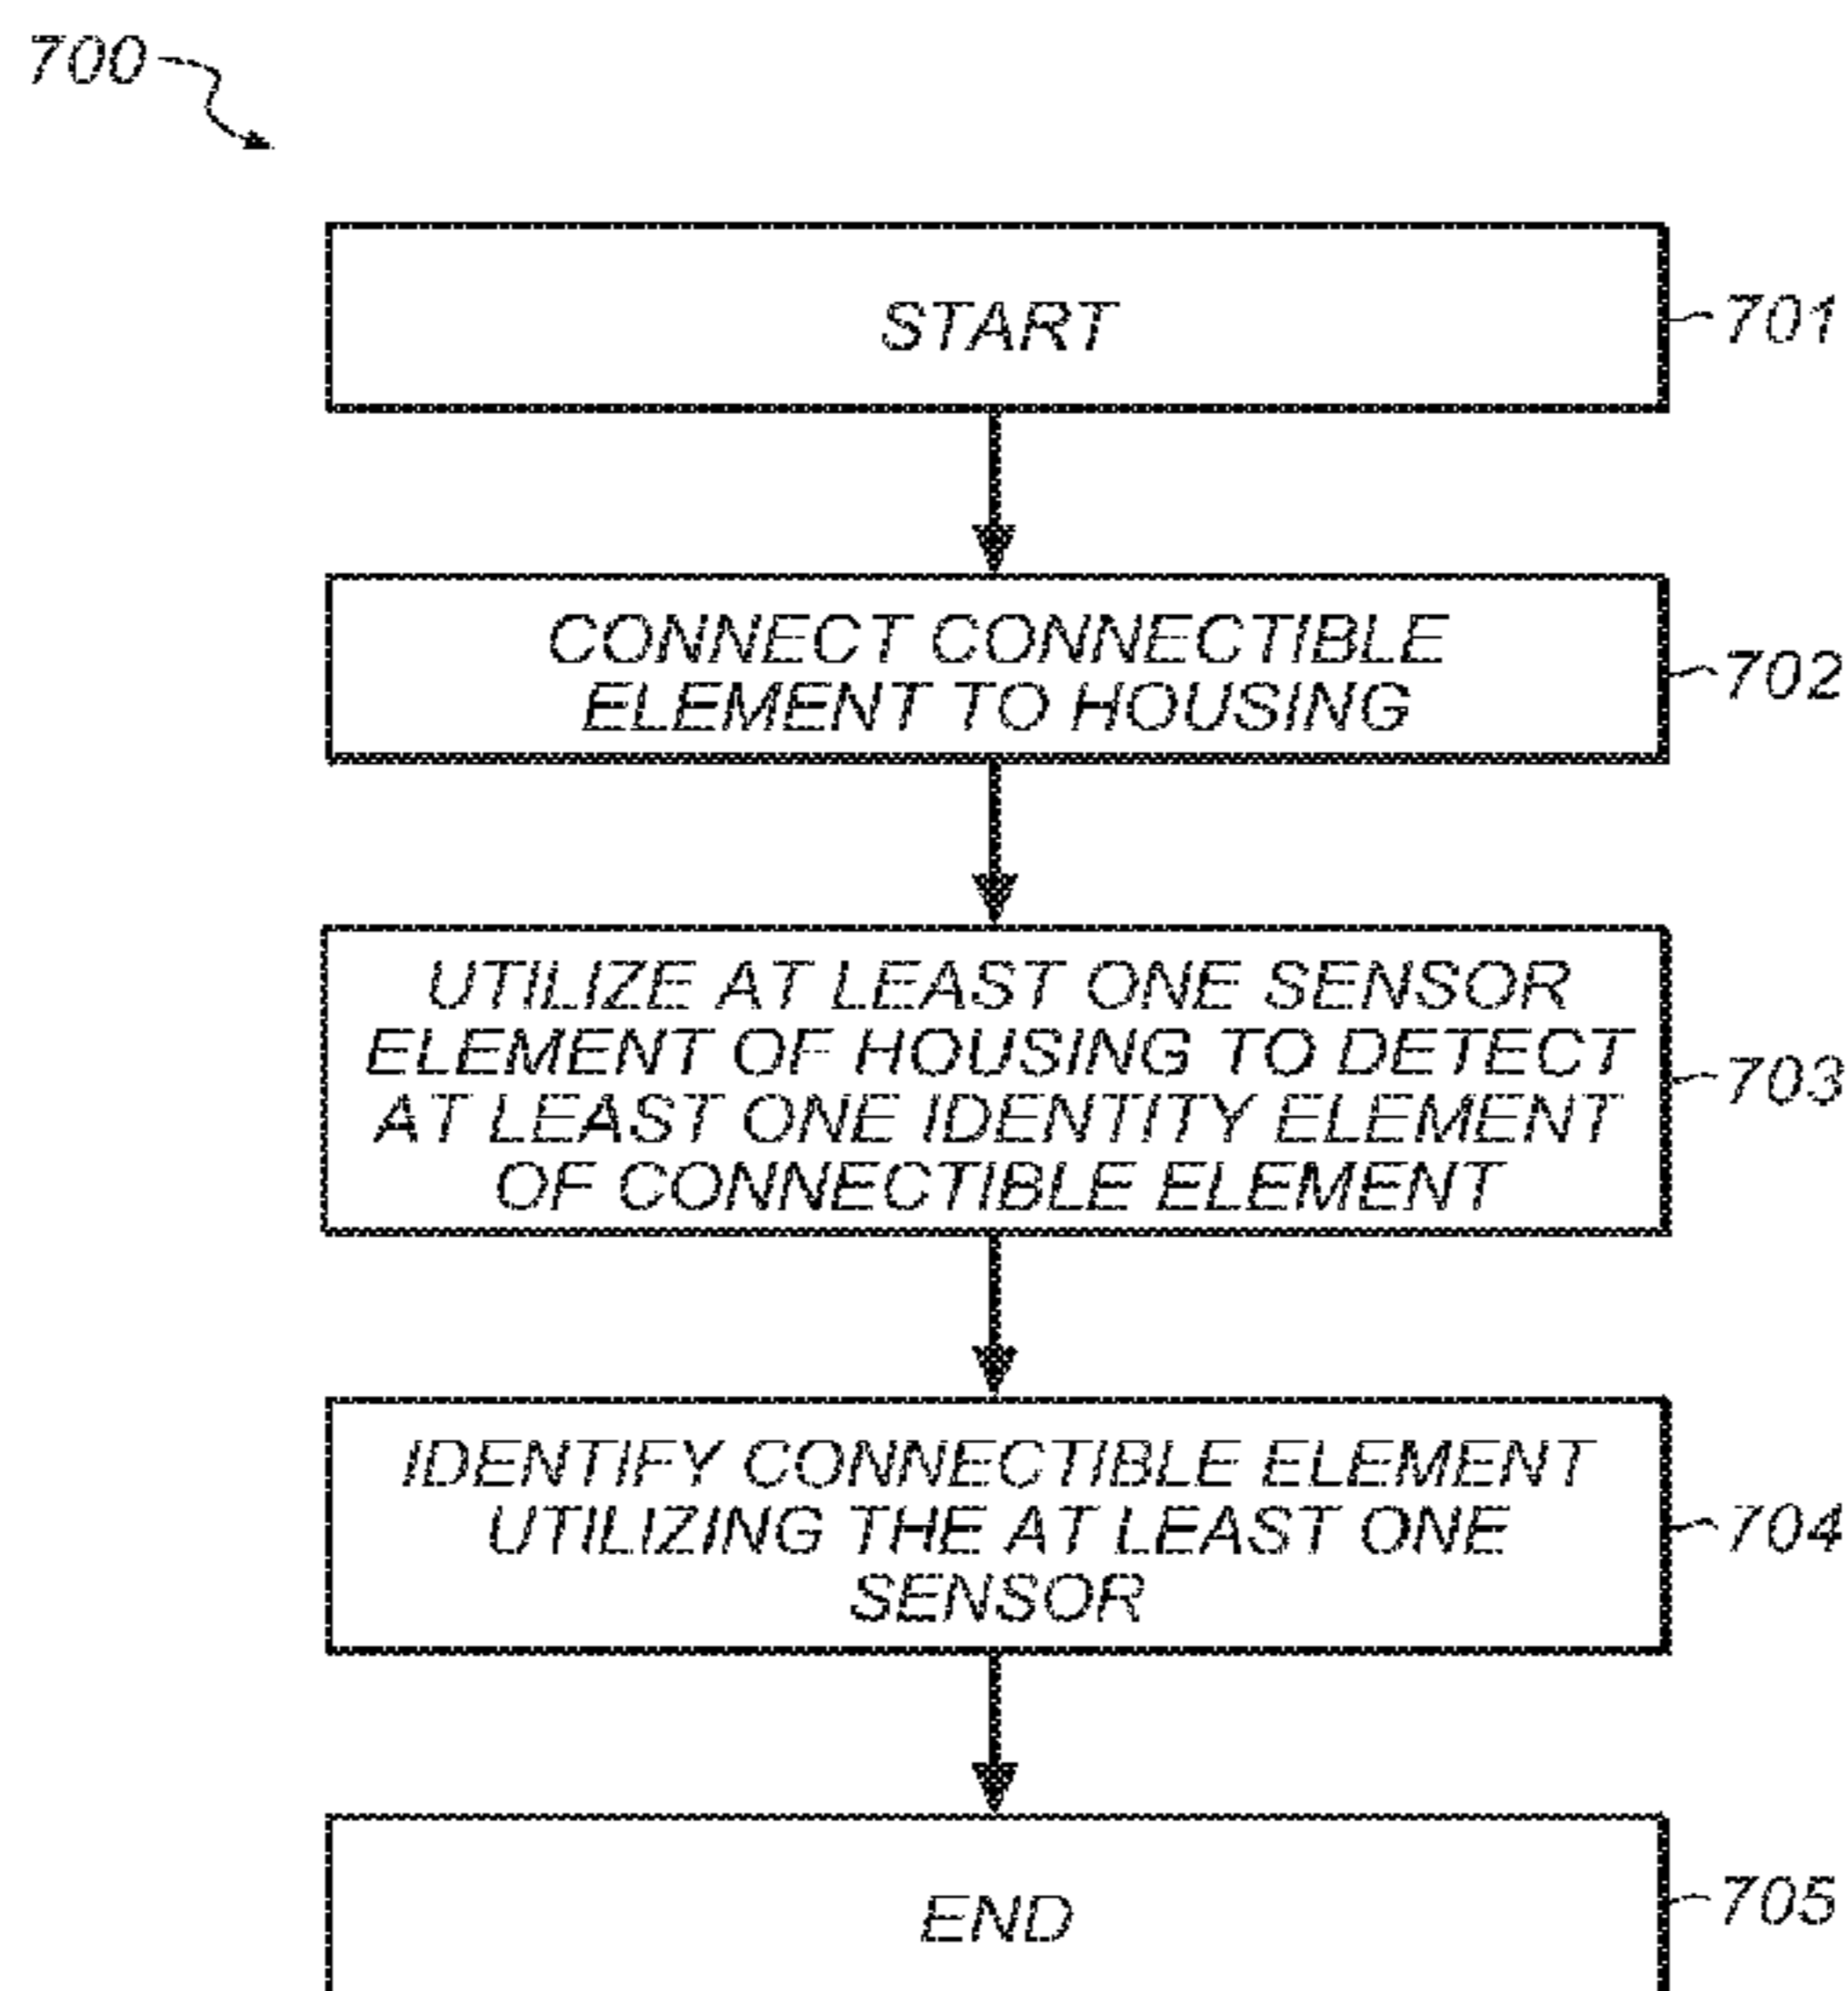 700
START
701
CONNECT CONNECTIBLE
ELEMENT TO HOUSING
702
UTILIZE AT LEAST ONE SENSOR
ELEMENT OF HOUSING TO DETECT
AT LEAST ONE IDENTITY ELEMENT
OF CONNECTIBLE ELEMENT
703
IDENTIFY CONNECTIBLE ELEMENT
UTILIZING THE AT LEAST ONE
SENSOR
704
END
705